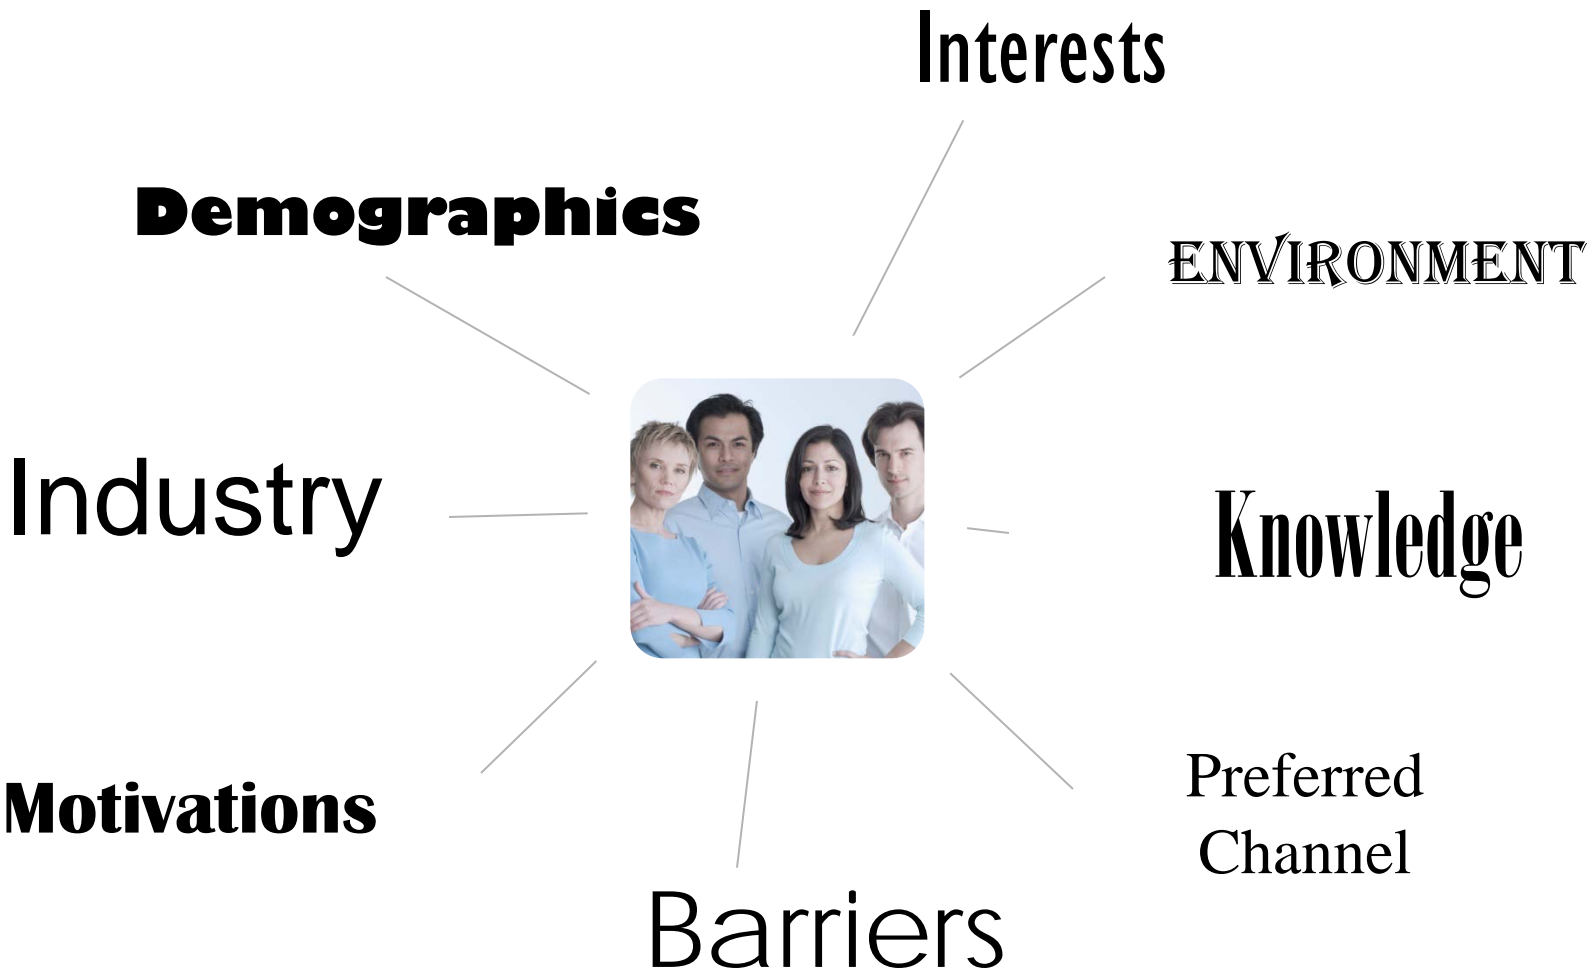 Interests
Demographics
ENVIRONMENT
Industry
Knowledge
Motivations
Preferred
Channel
Barriers